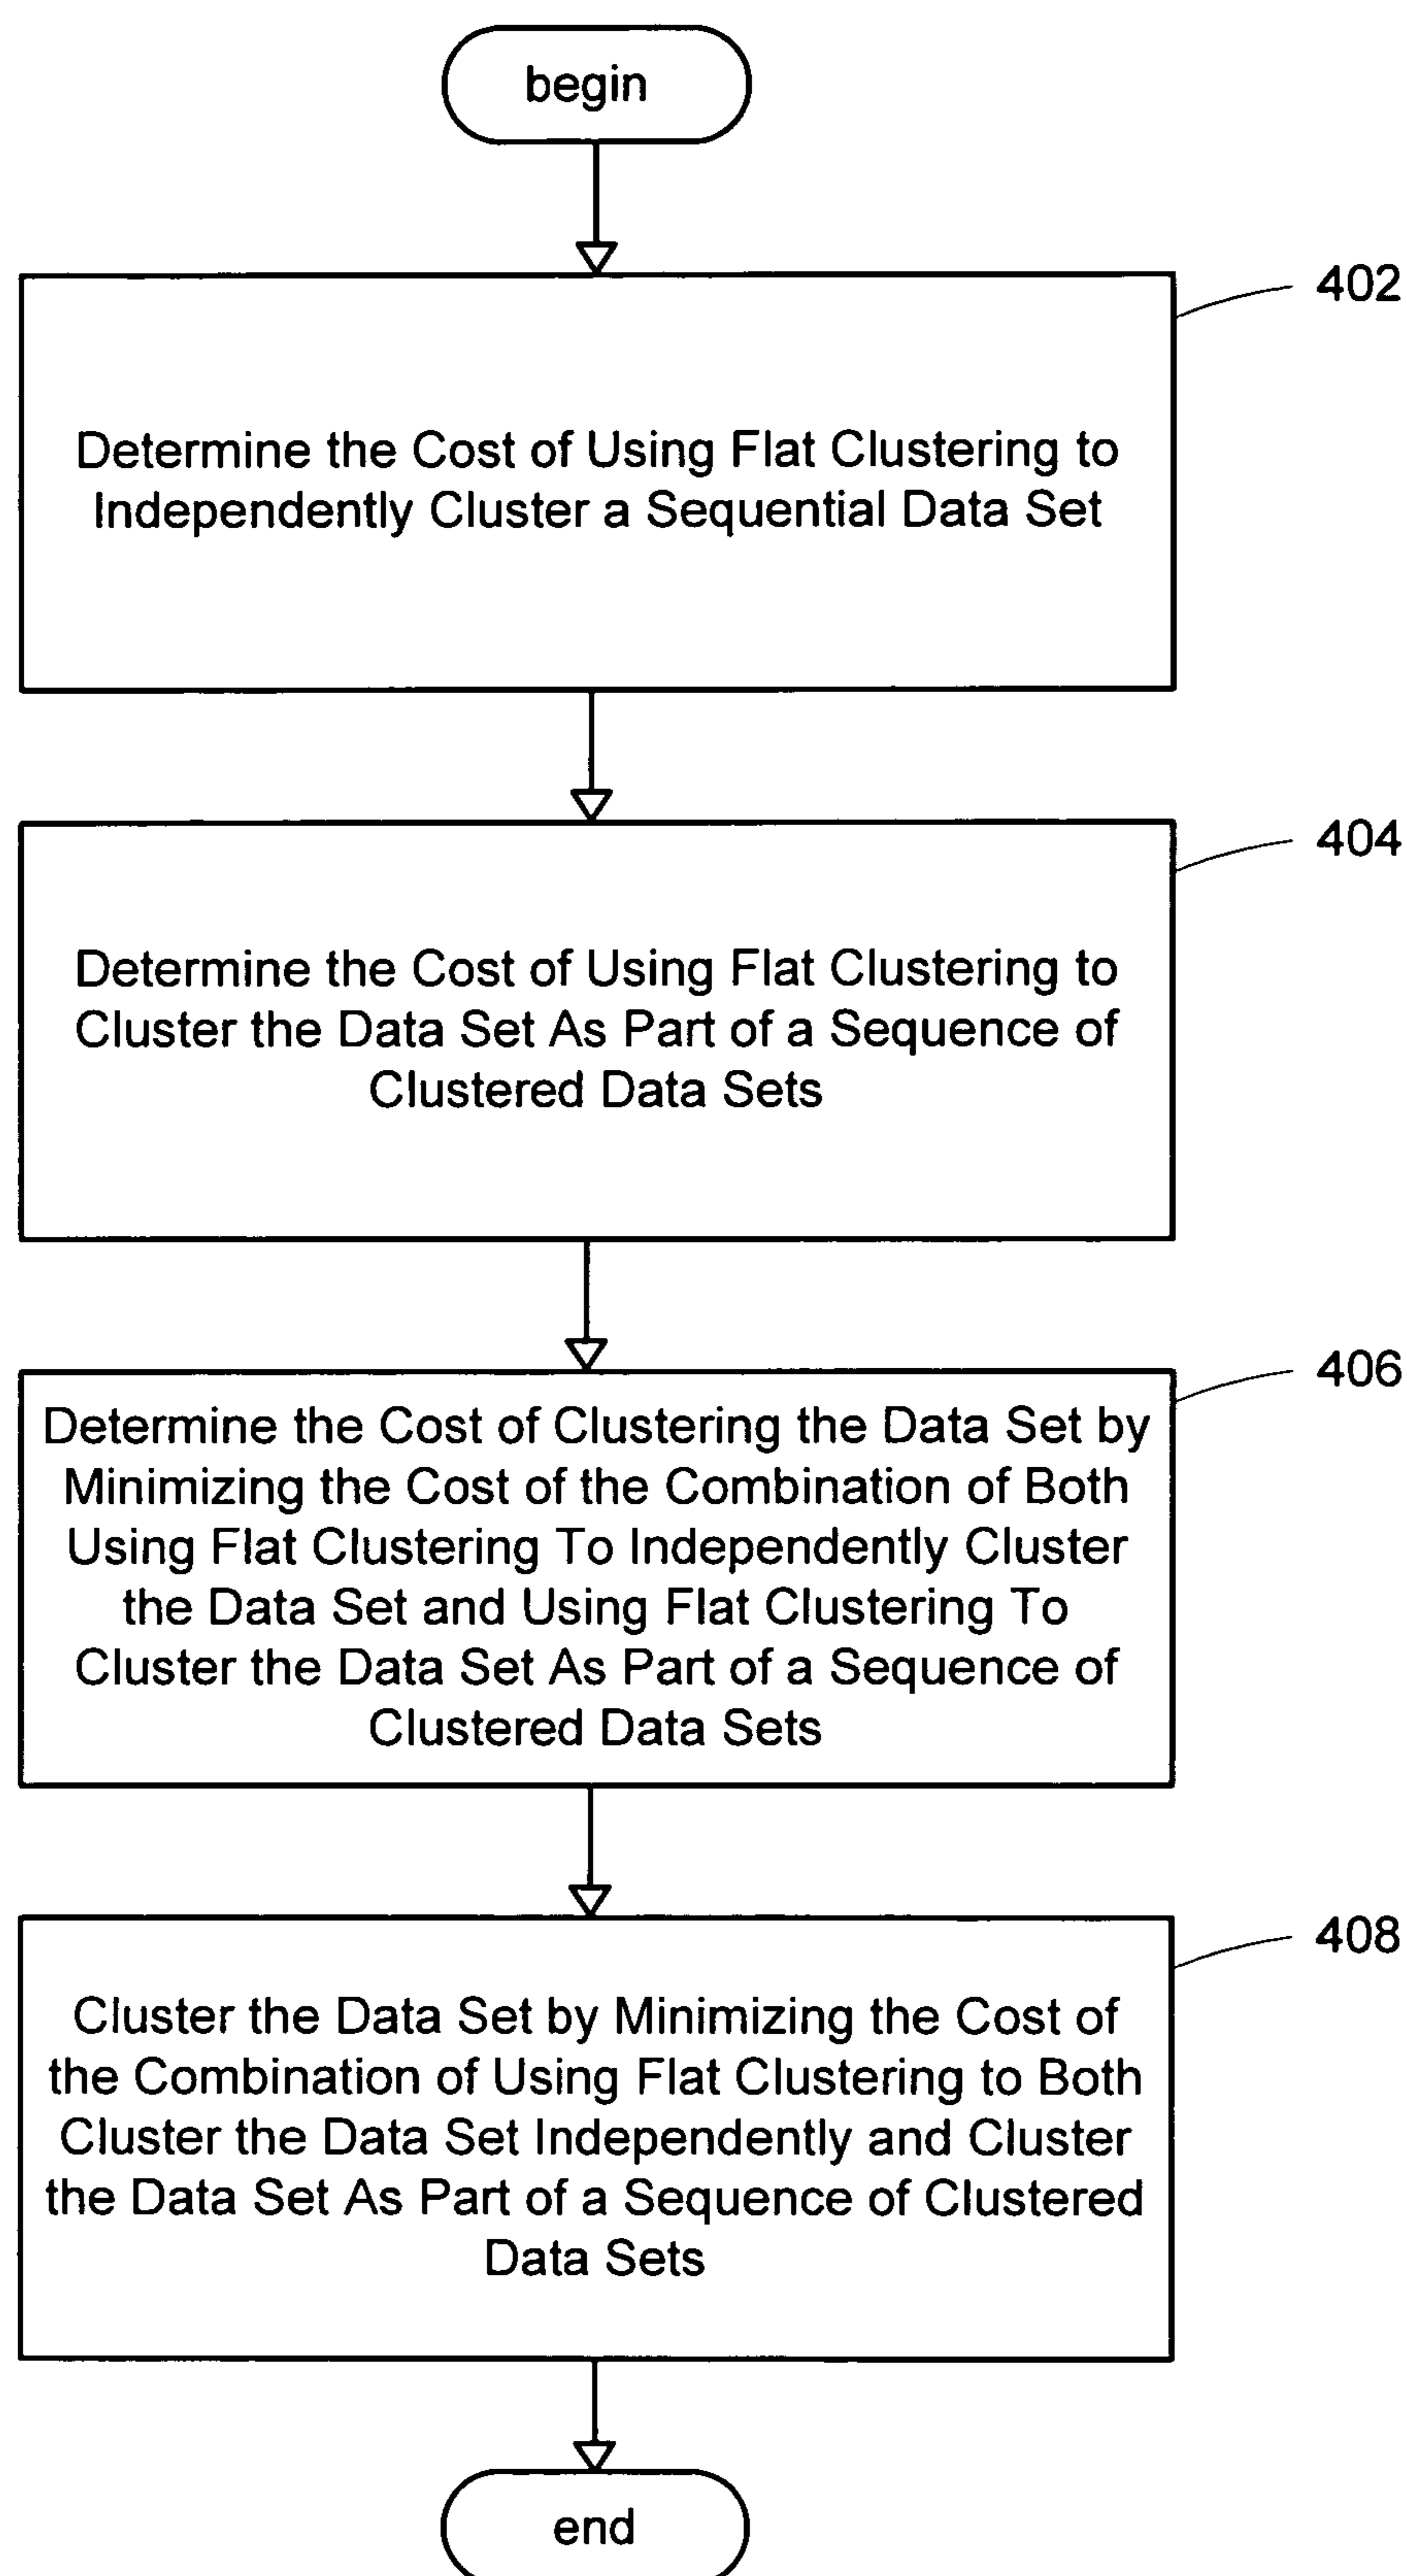 begin
402
Determine the Cost of Using Flat Clustering to
Independently Cluster a Sequential Data Set
404
Determine the Cost of Using Flat Clustering to
Cluster the Data Set As Part of a Sequence of
Clustered Data Sets
406
Determine the Cost of Clustering the Data Set by
Minimizing the Cost of the Combination of Both
Using Flat Clustering To Independently Cluster
the Data Set and Using Flat Clustering To
Cluster the Data Set As Part of a Sequence of
Clustered Data Sets
408
Cluster the Data Set by Minimizing the Cost of
the Combination of Using Flat Clustering to Both
Cluster the Data Set Independently and Cluster
the Data Set As Part of a Sequence of Clustered
Data Sets
end